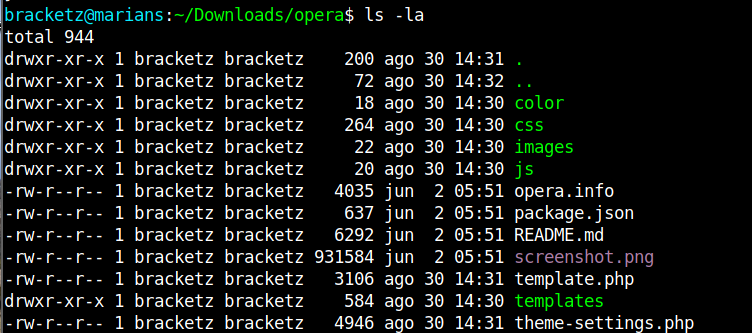 bracketz@marians:~/Downloads/opera$ ls -la
total 944
drwxr-xr-x 1 bracketz bracketz    200 ago 30 14:31 .
drwxr-xr-x 1 bracketz bracketz     72 ago 30 14:32 ..
drwxr-xr-x 1 bracketz bracketz     18 ago 30 14:30 color
drwxr-xr-x 1 bracketz bracketz    264 ago 30 14:30 css
drwxr-xr-x 1 bracketz bracketz     22 ago 30 14:30 images
drwxr-xr-x 1 bracketz bracketz     20 ago 30 14:30 js
-rw-r--r-- 1 bracketz bracketz   4035 jun  2 05:51 opera.info
-rw-r--r-- 1 bracketz bracketz    637 jun  2 05:51 package.json
-rw-r--r-- 1 bracketz bracketz   6292 jun  2 05:51 README.md
-rw-r--r-- 1 bracketz bracketz 931584 jun  2 05:51 screenshot.png
-rw-r--r-- 1 bracketz bracketz   3106 ago 30 14:31 template.php
drwxr-xr-x 1 bracketz bracketz    584 ago 30 14:30 templates
-rw-r--r-- 1 bracketz bracketz   4946 ago 30 14:31 theme-settings.php